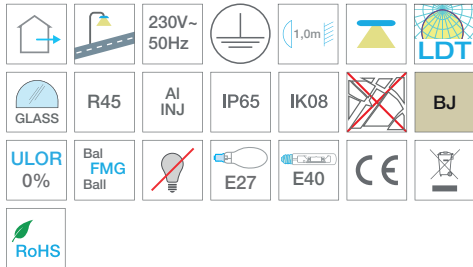 230V~
50Hz
1,0m
LDT
GLASS
R45
Al
INJ
IP65
IK08
BJ
ULOR
0%
Bal
FMG
Ball
E27
E40
CE
RoHS